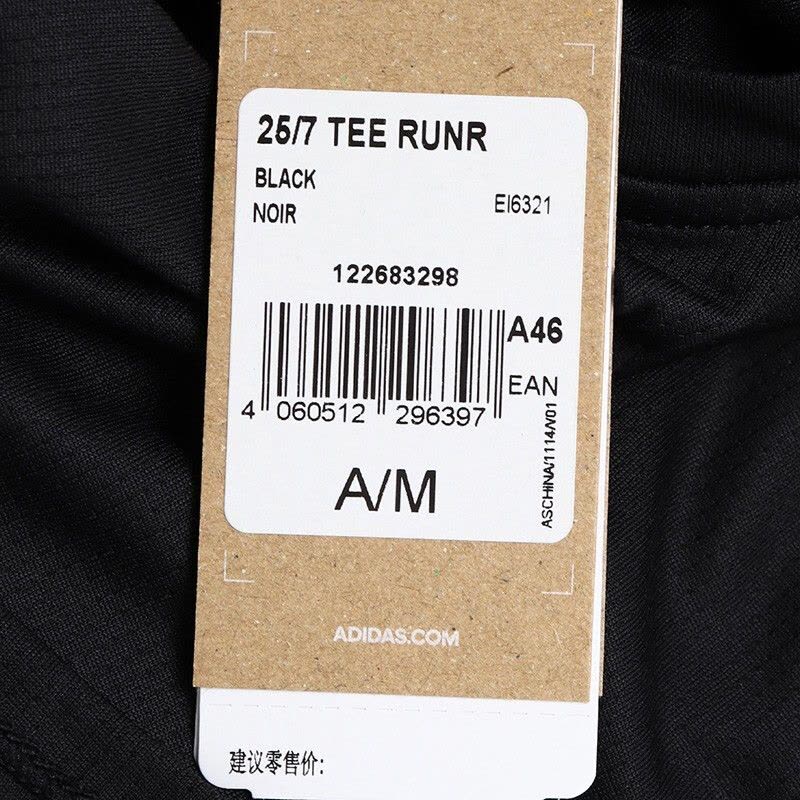 25/7 TEE RUNR
BLACK
NOIR
EI6321
122683298
A46
EAN
4 060512 296397
A/M
ASCHINA/1114/V01
ADIDAS.COM
建议零售价: